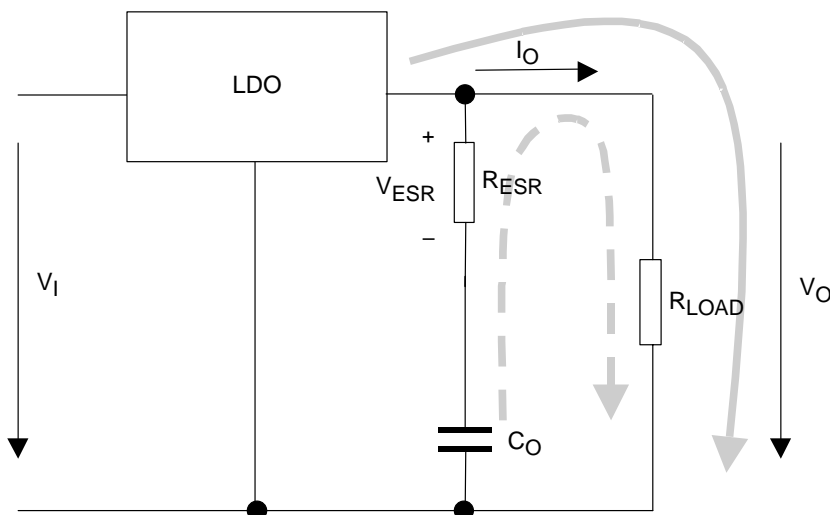 I_O
LDO
+
V_ESR
R_ESR
–
V_I
R_LOAD
V_O
C_O